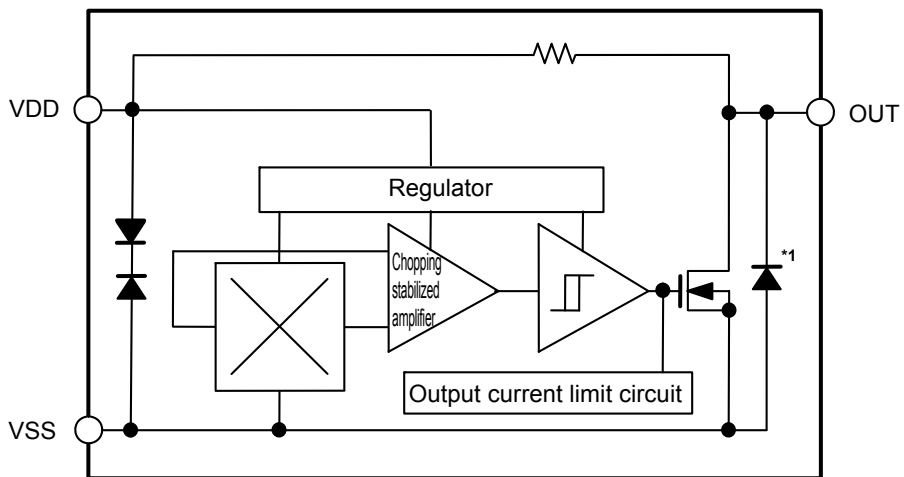 VDD
OUT
Regulator
Chopping
stabilized
amplifier
*1
Output current limit circuit
VSS